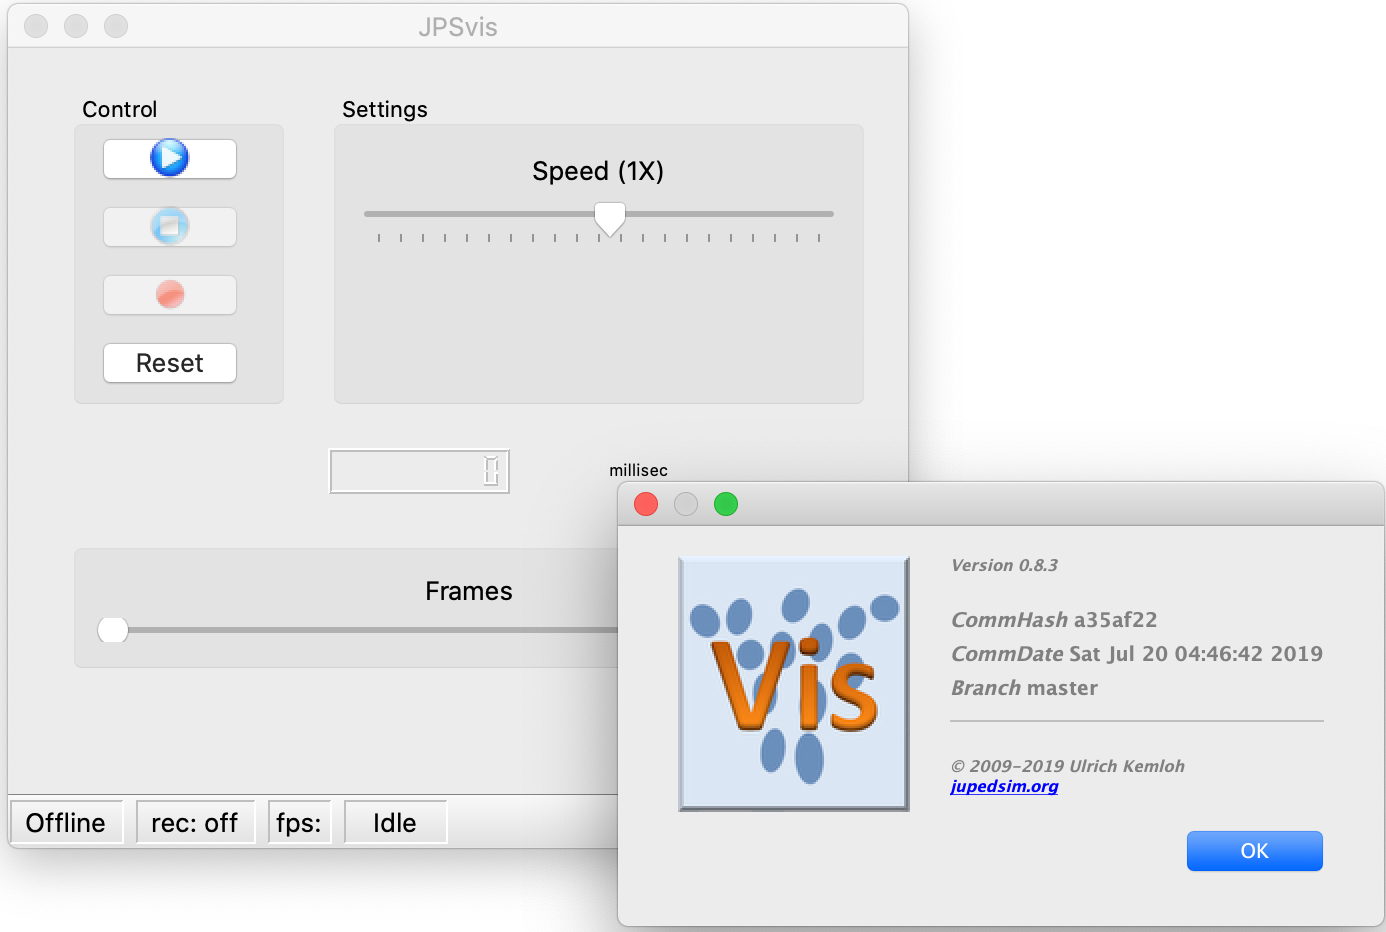 JPSvis
Control
Settings
Speed (1X)
Reset
0
millisec
Frames
Offline
rec: off
fps:
Idle
Vis
Version 0.8.3
CommHash a35af22
CommDate Sat Jul 20 04:46:42 2019
Branch master
© 2009-2019 Ulrich Kemloh
jupedsim.org
OK